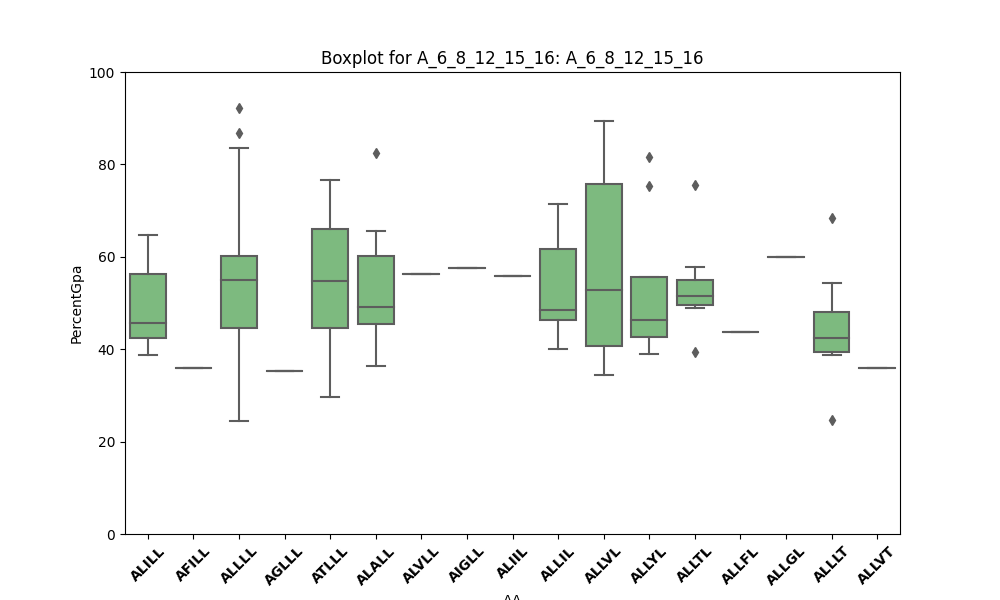 Boxplot for A_6_8_12_15_16: A_6_8_12_15_16
100
80
60
40
20
0
PercentGpa
ALILL AFILL ALLLL AGLLL ATLLL ALALL ALVLL AIGLL ALIIL ALLIL ALLVL ALLYL ALLTL ALLFL ALLGL ALLLT ALLVT
AA